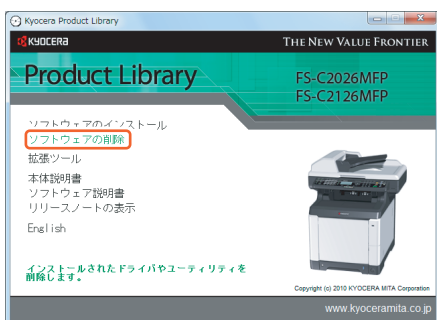 Kyocera Product Library
KYOCERA
THE NEW VALUE FRONTIER
Product Library
FS-C2026MFP
FS-C2126MFP
ソフトウェアのインストール
ソフトウェアの削除
拡張ツール
本体説明書
ソフトウェア説明書
リリースノートの表示
English
インストールされたドライバやユーティリティを
削除します。
Copyright (c) 2010 KYOCERA MITA Corporation
www.kyoceramita.co.jp